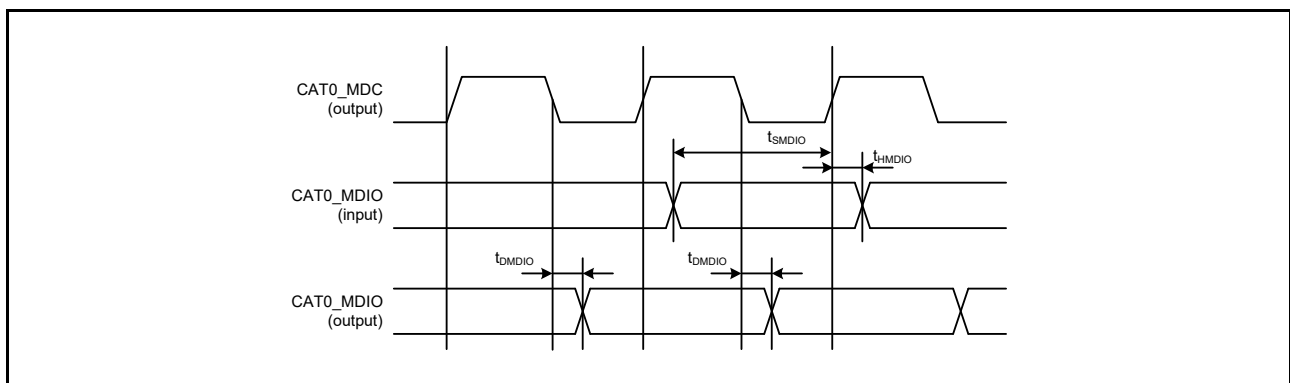 CAT0_MDC
(output)
tSMDIO
tHMDIO
CAT0_MDIO
(input)
tDMDIO
tDMDIO
CAT0_MDIO
(output)